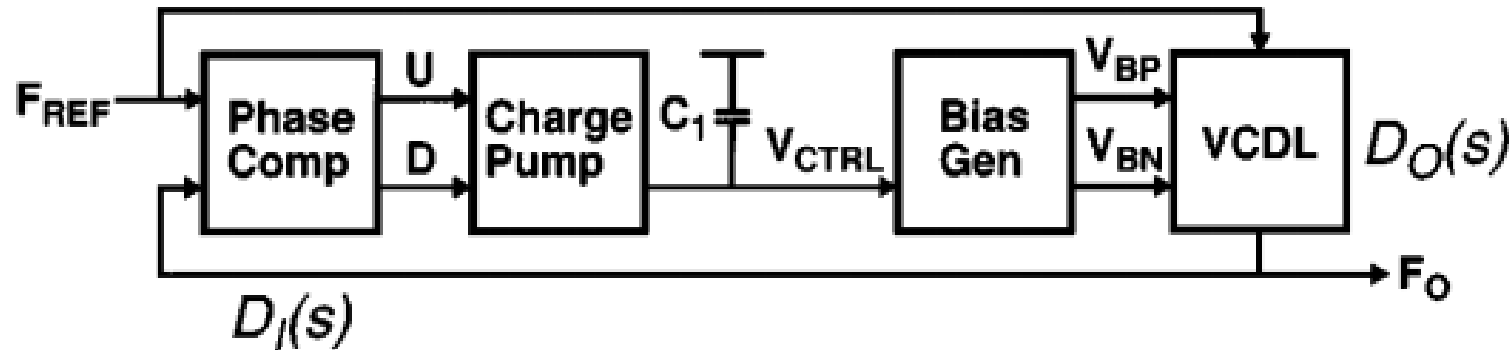 F_REF
Phase
Comp
U
D
Charge
Pump
C_1
V_CTRL
Bias
Gen
V_BP
V_BN
VCDL
D_O(s)
F_O
D_I(s)